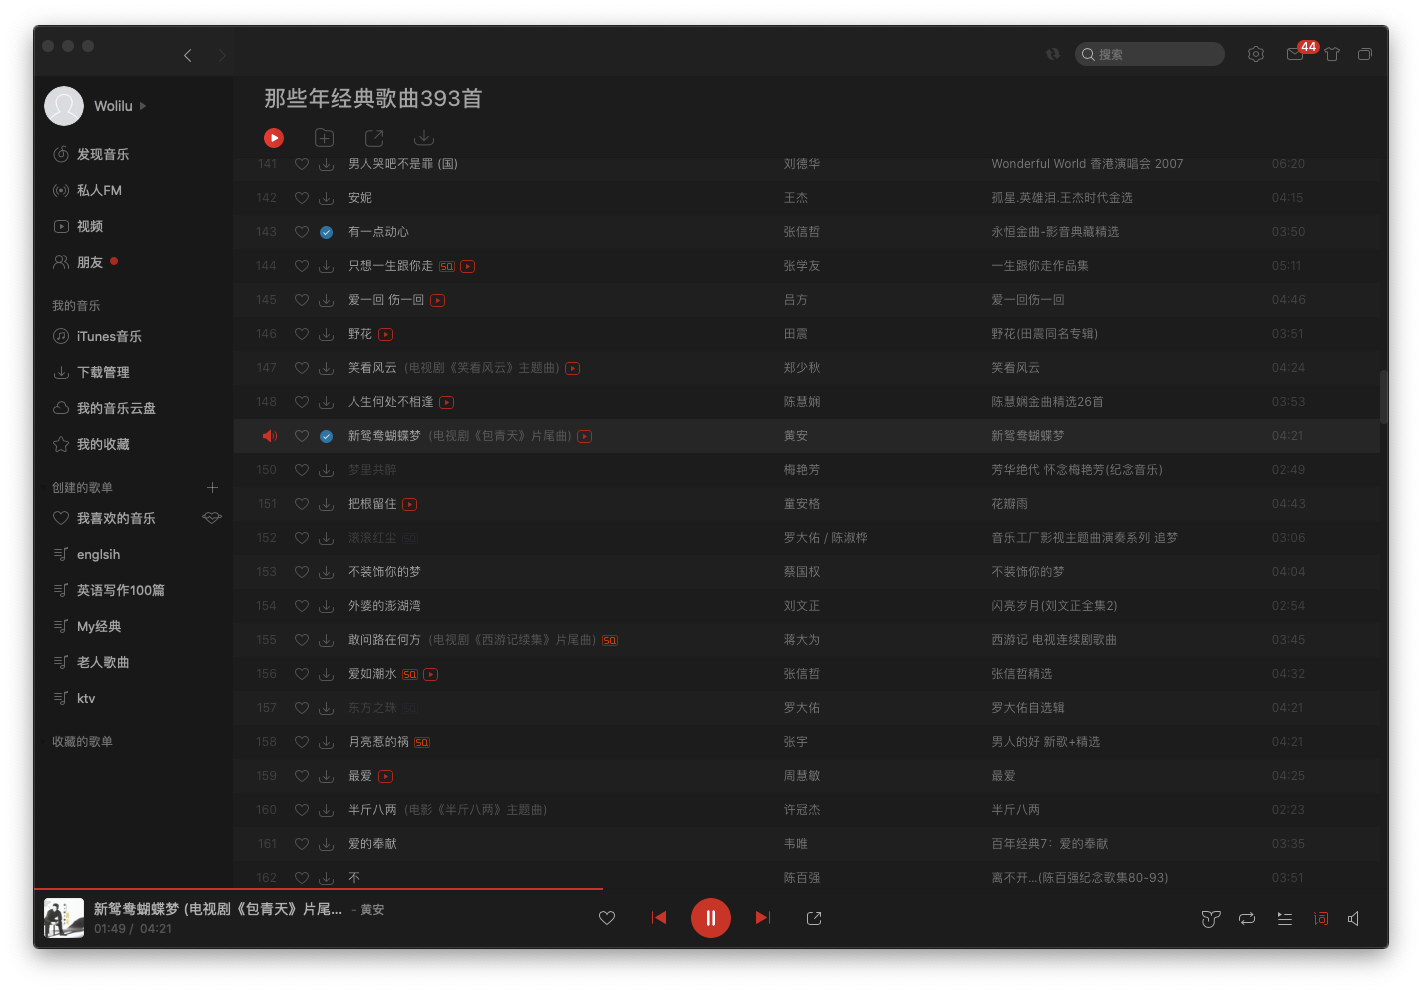 搜索
44
Wolilu
发现音乐
私人FM
视频
朋友
我的音乐
iTunes音乐
下载管理
我的音乐云盘
我的收藏
创建的歌单
我喜欢的音乐
englsih
英语写作100篇
My经典
老人歌曲
ktv
收藏的歌单
那些年经典歌曲393首
141 男人哭吧不是罪 (国) 刘德华 Wonderful World 香港演唱会 2007 06:20
142 安妮 王杰 孤星.英雄泪.王杰时代金选 04:15
143 有一点动心 张信哲 永恒金曲-影音典藏精选 03:50
144 只想一生跟你走 SQ 张学友 一生跟你走作品集 05:11
145 爱一回 伤一回 吕方 爱一回伤一回 04:46
146 野花 田震 野花(田震同名专辑) 03:51
147 笑看风云 (电视剧《笑看风云》主题曲) 郑少秋 笑看风云 04:24
148 人生何处不相逢 陈慧娴 陈慧娴金曲精选26首 03:53
新鸳鸯蝴蝶梦 (电视剧《包青天》片尾曲) 黄安 新鸳鸯蝴蝶梦 04:21
150 梦里共醉 梅艳芳 芳华绝代 怀念梅艳芳(纪念音乐) 02:49
151 把根留住 童安格 花瓣雨 04:43
152 滚滚红尘 SQ 罗大佑 / 陈淑桦 音乐工厂影视主题曲演奏系列 追梦 03:06
153 不装饰你的梦 蔡国权 不装饰你的梦 04:04
154 外婆的澎湖湾 刘文正 闪亮岁月(刘文正全集2) 02:54
155 敢问路在何方 (电视剧《西游记续集》片尾曲) SQ 蒋大为 西游记 电视连续剧歌曲 03:45
156 爱如潮水 SQ 张信哲 张信哲精选 04:32
157 东方之珠 SQ 罗大佑 罗大佑自选辑 04:21
158 月亮惹的祸 SQ 张宇 男人的好 新歌+精选 04:21
159 最爱 周慧敏 最爱 04:25
160 半斤八两 (电影《半斤八两》主题曲) 许冠杰 半斤八两 02:23
161 爱的奉献 韦唯 百年经典7：爱的奉献 03:35
162 不 陈百强 离不开...(陈百强纪念歌集80-93) 03:51
新鸳鸯蝴蝶梦 (电视剧《包青天》片尾... - 黄安
01:49 / 04:21
词